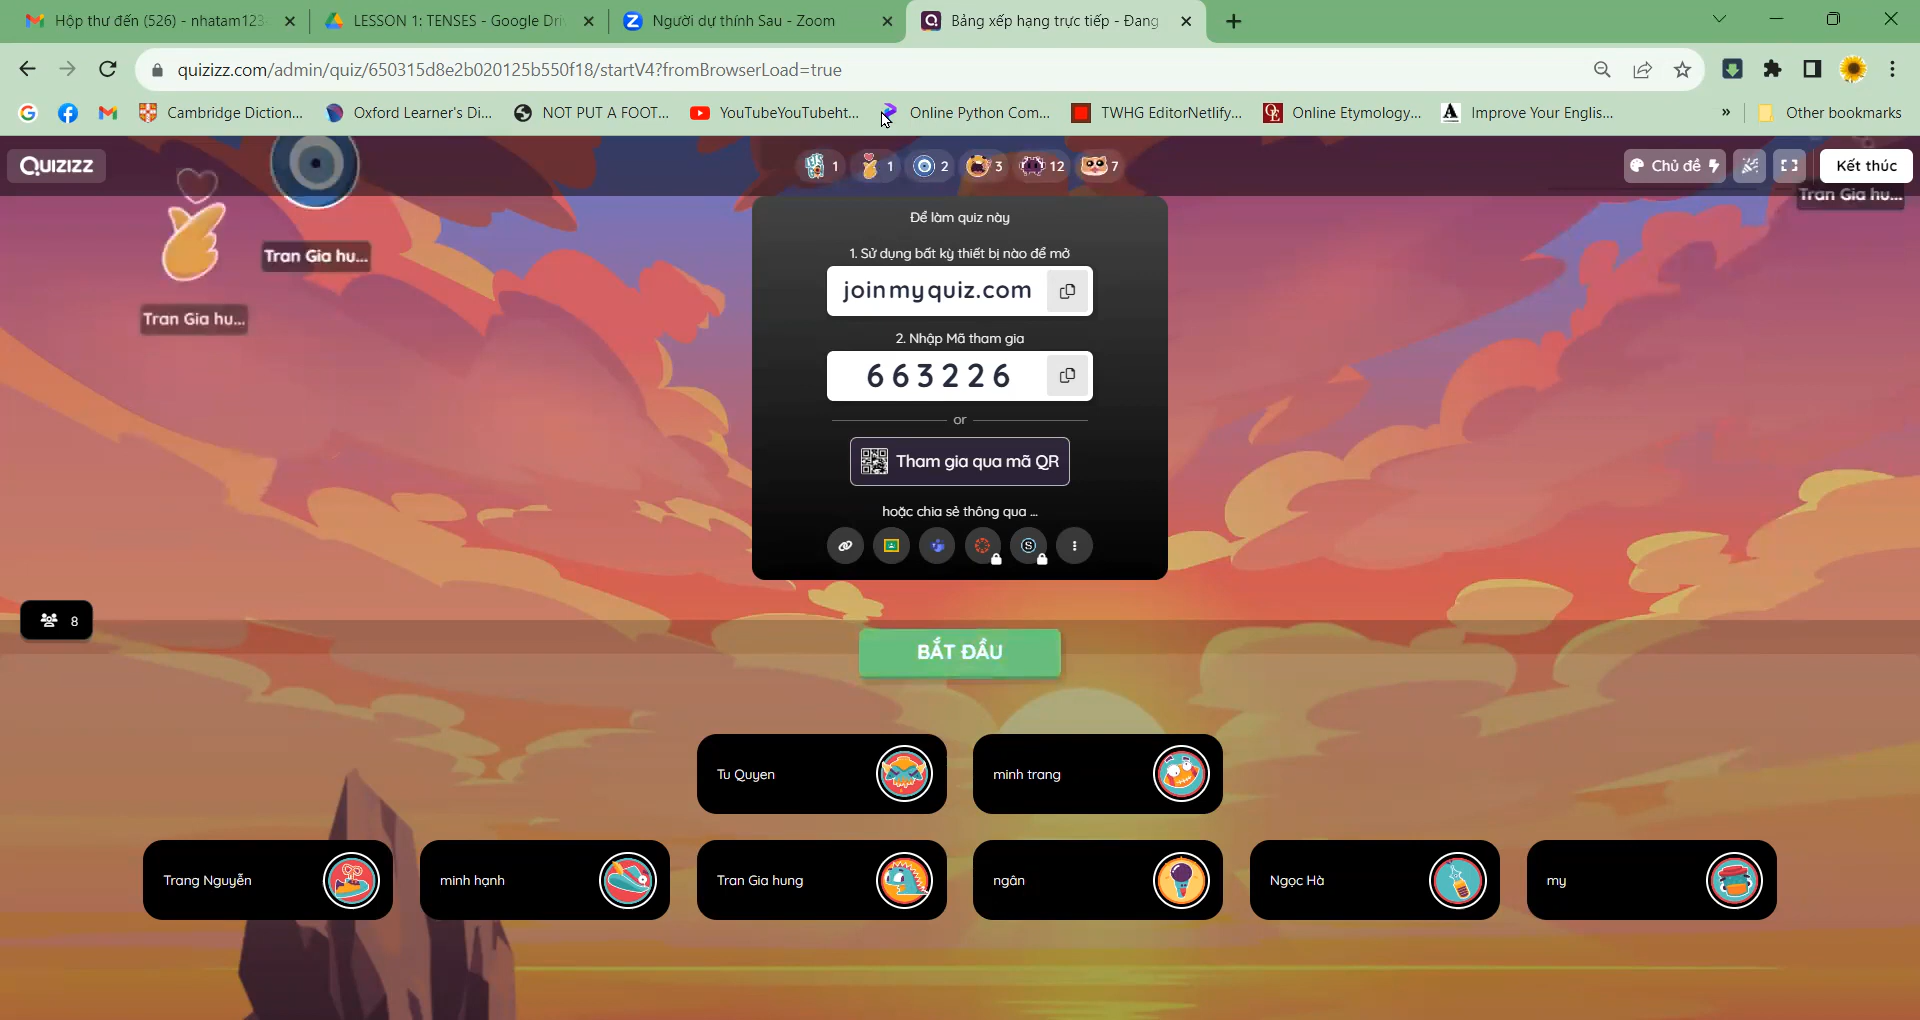 Hộp thư đến (526) - nhatam123
LESSON 1: TENSES - Google Dri
Người dự thính Sau - Zoom
Bảng xếp hạng trực tiếp - Đang
quizizz.com/admin/quiz/650315d8e2b020125b550f18/startV4?fromBrowserLoad=true
Cambridge Diction...
Oxford Learner's Di...
NOT PUT A FOOT...
YouTubeYouTubeht...
Online Python Com...
TWHG EditorNetlify...
Online Etymology...
Improve Your Englis...
»
Other bookmarks
QUIZIZZ
1
1
2
3
12
7
Chủ đề
Kết thúc
Tran Gia hu...
Tran Gia hu...
Tran Gia hu...
Để làm quiz này
1. Sử dụng bất kỳ thiết bị nào để mở
joinmyquiz.com
2. Nhập Mã tham gia
663226
or
Tham gia qua mã QR
hoặc chia sẻ thông qua ...
8
BẮT ĐẦU
Tu Quyen
minh trang
Trang Nguyễn
minh hạnh
Tran Gia hung
ngân
Ngọc Hà
my